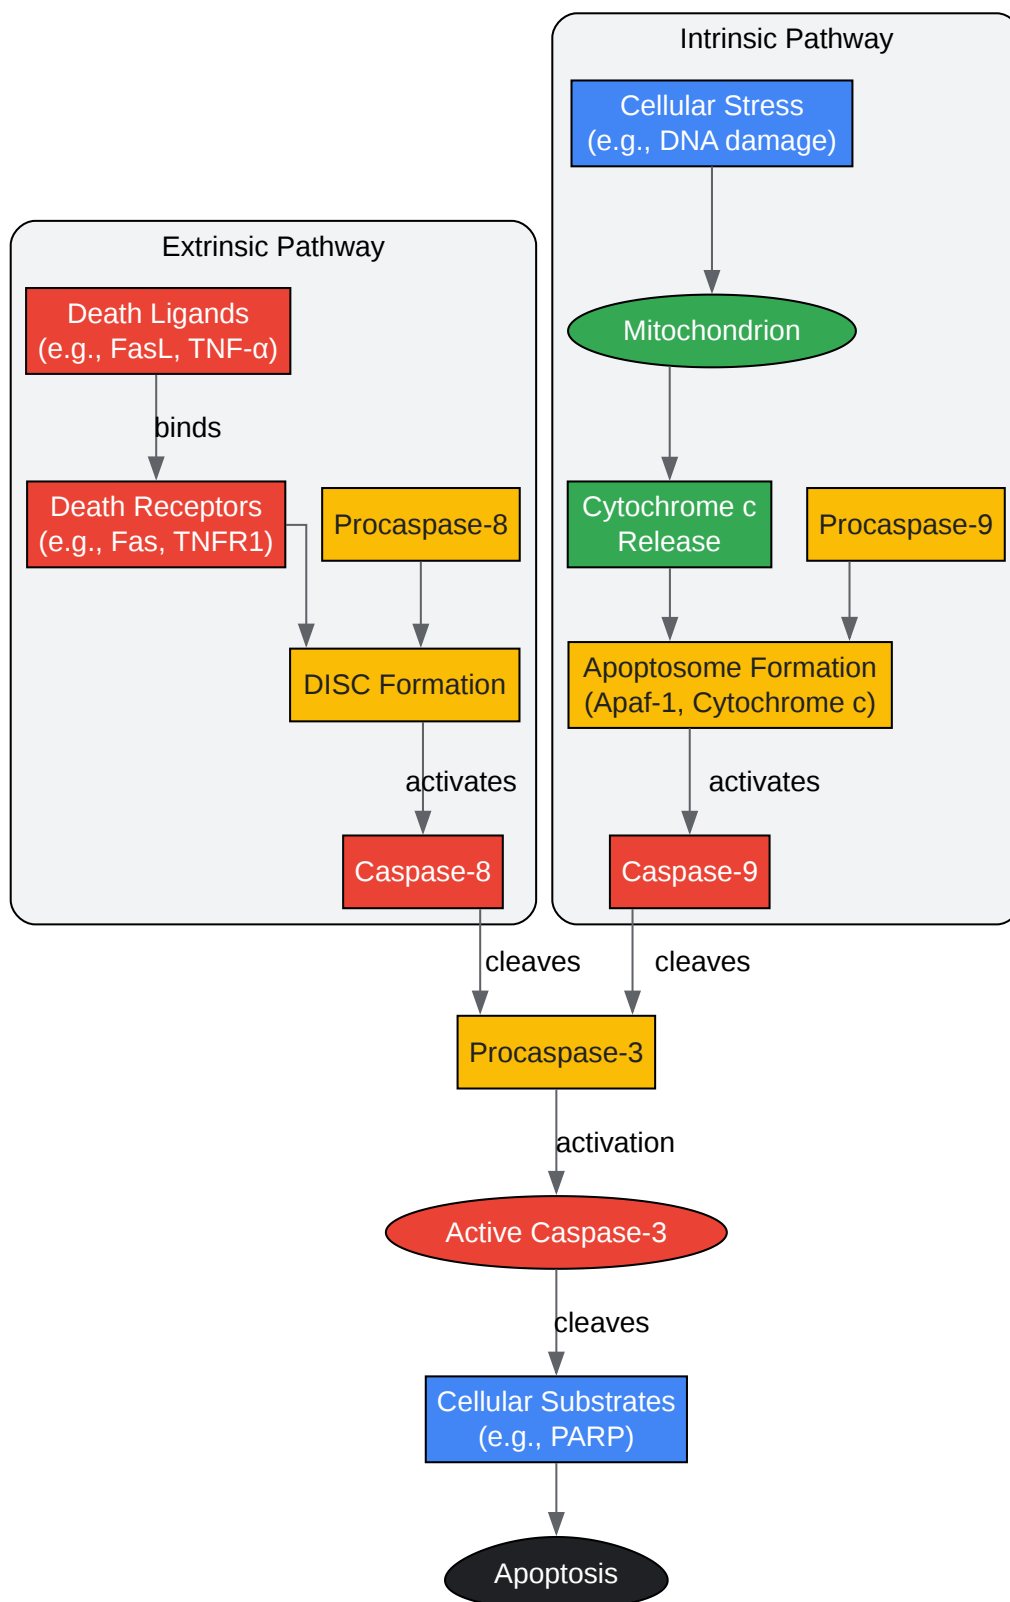 Intrinsic Pathway
Cellular Stress
(e.g., DNA damage)
Mitochondrion
Extrinsic Pathway
Death Ligands
(e.g., FasL, TNF-α)
binds
Death Receptors
(e.g., Fas, TNFR1)
Procaspase-8
Cytochrome c
Release
Procaspase-9
DISC Formation
Apoptosome Formation
(Apaf-1, Cytochrome c)
activates
activates
Caspase-8
Caspase-9
cleaves
cleaves
Procaspase-3
activation
Active Caspase-3
cleaves
Cellular Substrates
(e.g., PARP)
Apoptosis